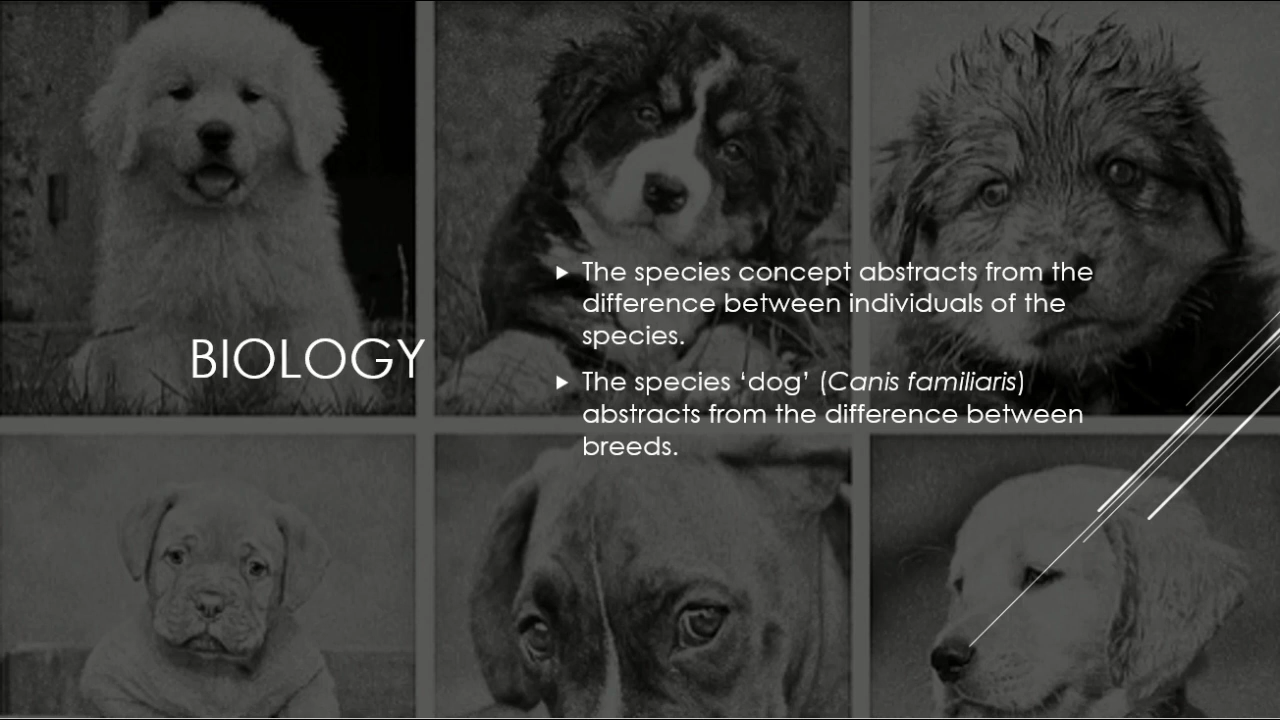 BIOLOGY
The species concept abstracts from the
difference between individuals of the
species.
The species ‘dog’ (Canis familiaris)
abstracts from the difference between
breeds.